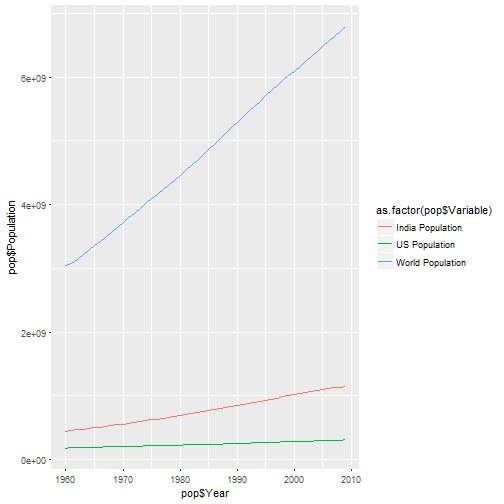 6e+09
4e+09
2e+09
0e+00
pop$Population
1960 1970 1980 1990 2000 2010
pop$Year
as.factor(pop$Variable)
India Population
US Population
World Population